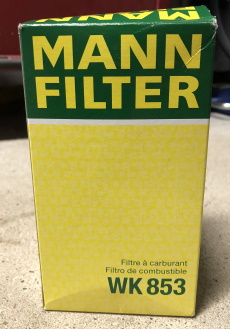 MANN
FILTER
Filtre à carburant
Filtro de combustible
WK 853